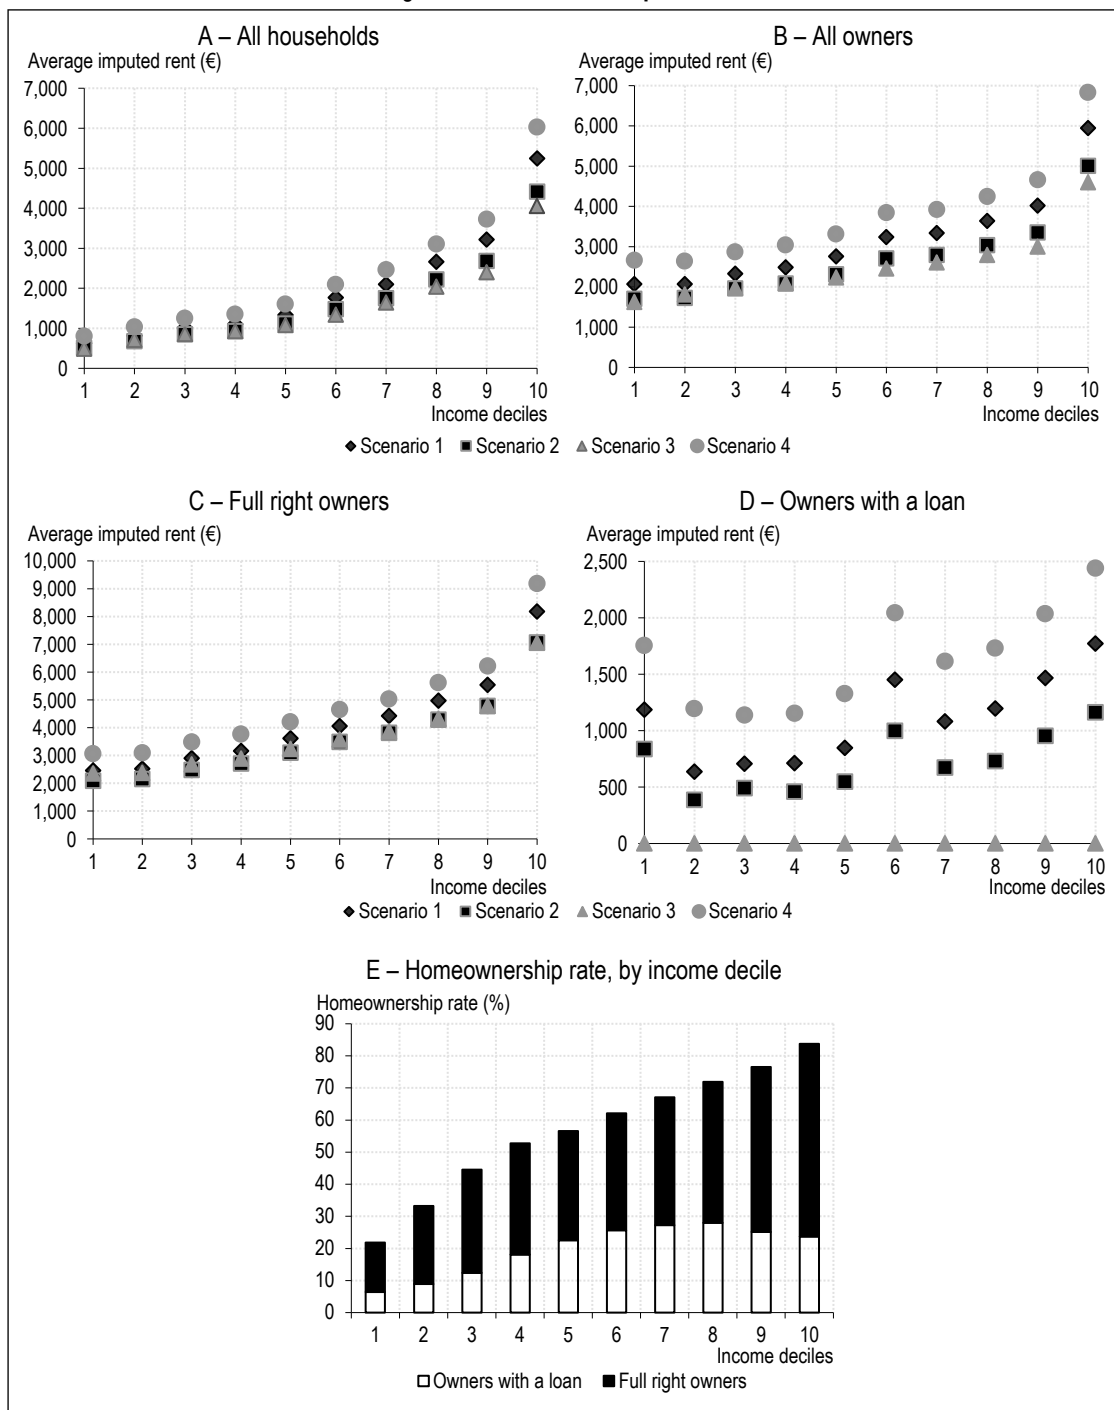 A – All households
Average imputed rent (€)
7,000
6,000
5,000
4,000
3,000
2,000
1,000
0
1 2 3 4 5 6 7 8 9 10
Income deciles
B – All owners
Average imputed rent (€)
7,000
6,000
5,000
4,000
3,000
2,000
1,000
0
1 2 3 4 5 6 7 8 9 10
Income deciles
Scenario 1 Scenario 2 Scenario 3 Scenario 4
C – Full right owners
Average imputed rent (€)
10,000
9,000
8,000
7,000
6,000
5,000
4,000
3,000
2,000
1,000
0
1 2 3 4 5 6 7 8 9 10
Income deciles
D – Owners with a loan
Average imputed rent (€)
2,500
2,000
1,500
1,000
500
0
1 2 3 4 5 6 7 8 9 10
Income deciles
Scenario 1 Scenario 2 Scenario 3 Scenario 4
E – Homeownership rate, by income decile
Homeownership rate (%)
90
80
70
60
50
40
30
20
10
0
1 2 3 4 5 6 7 8 9 10
Income deciles
Owners with a loan Full right owners